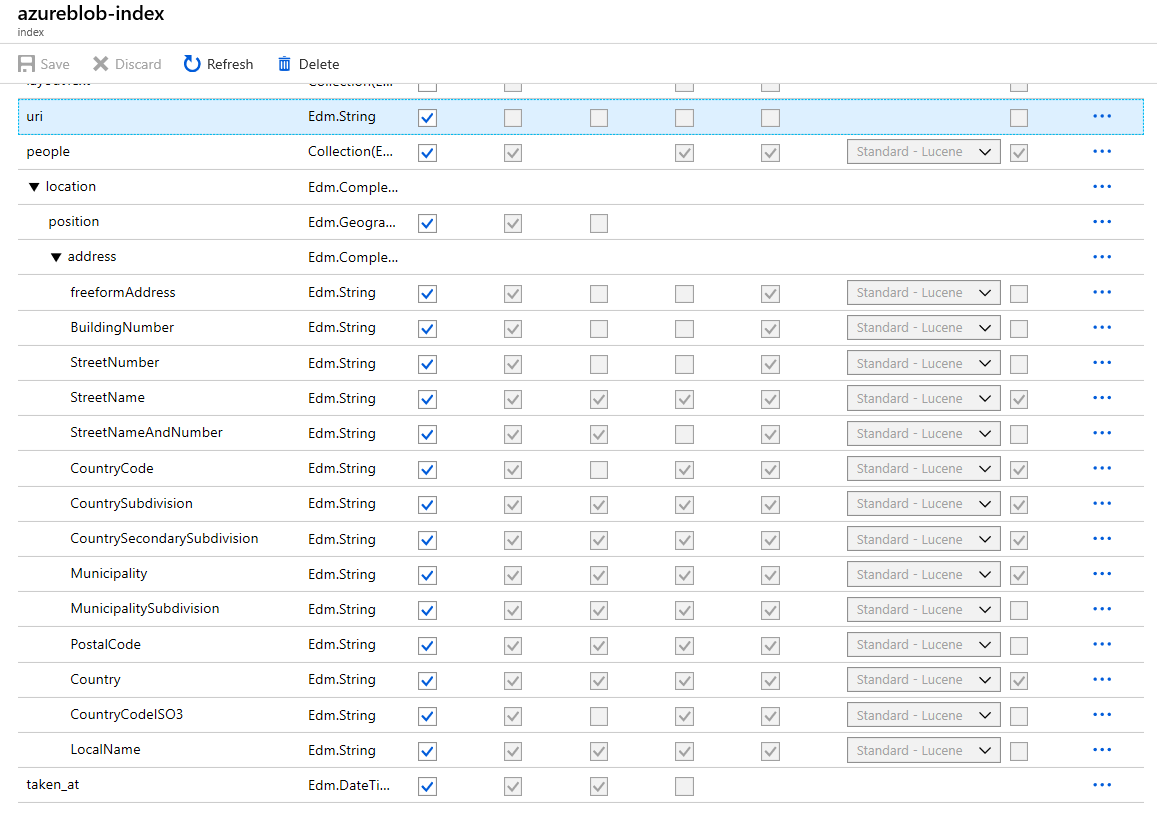 azureblob-index
index
Save Discard Refresh Delete
uri Edm.String
people Collection(E... Standard - Lucene
location Edm.Comple...
position Edm.Geogra...
address Edm.Comple...
freeformAddress Edm.String Standard - Lucene
BuildingNumber Edm.String Standard - Lucene
StreetNumber Edm.String Standard - Lucene
StreetName Edm.String Standard - Lucene
StreetNameAndNumber Edm.String Standard - Lucene
CountryCode Edm.String Standard - Lucene
CountrySubdivision Edm.String Standard - Lucene
CountrySecondarySubdivision Edm.String Standard - Lucene
Municipality Edm.String Standard - Lucene
MunicipalitySubdivision Edm.String Standard - Lucene
PostalCode Edm.String Standard - Lucene
Country Edm.String Standard - Lucene
CountryCodeISO3 Edm.String Standard - Lucene
LocalName Edm.String Standard - Lucene
taken_at Edm.DateTi...